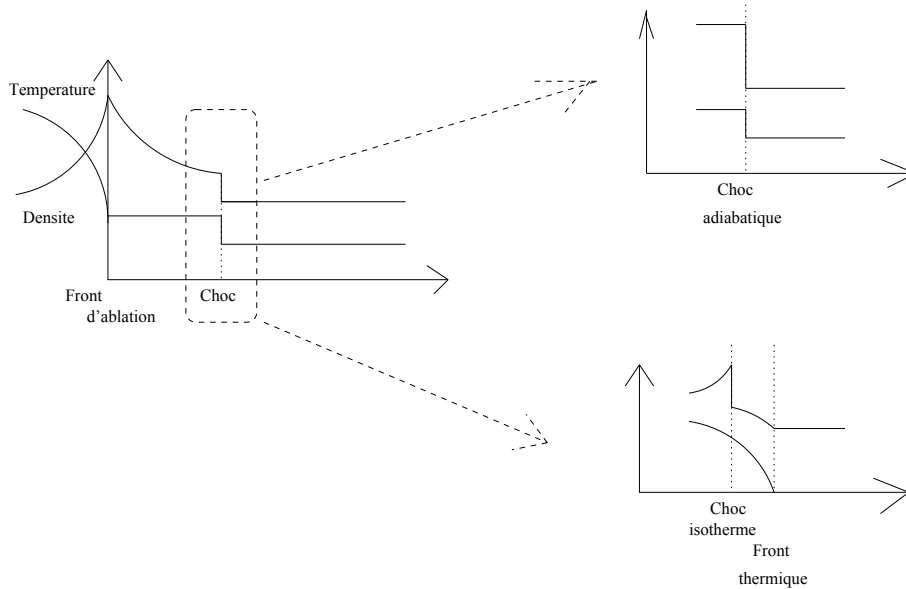 Temperature
Densite
Front
d'ablation
Choc
Choc
adiabatique
Choc
isotherme
Front
thermique